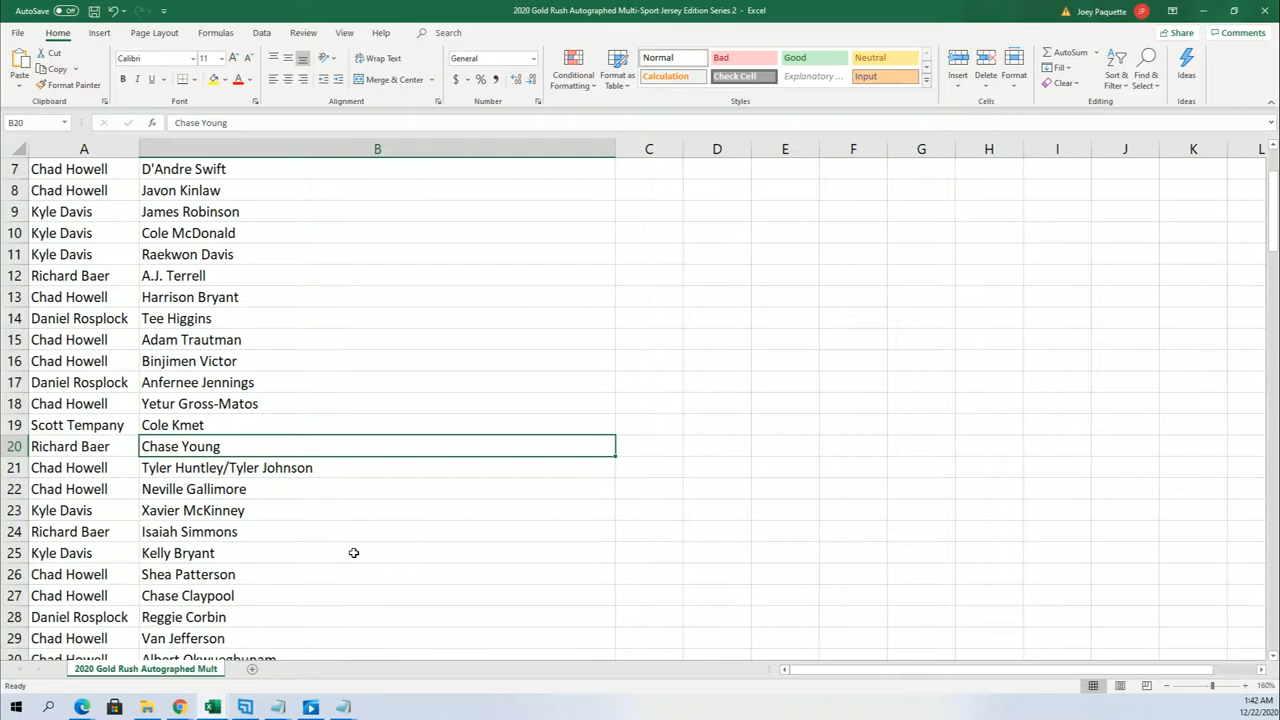 AutoSave Off 2020 Gold Rush Autographed Multi-Sport Jersey Edition Series 2 - Excel Joey Paquette JP
File Home Insert Page Layout Formulas Data Review View Help Search Share Comments
Paste Cut Copy Format Painter Clipboard
Calibri 11 B I U A Font
Wrap Text Merge & Center Alignment
General $ % Number
Conditional Formatting Format as Table
Normal Bad Good Neutral Calculation Check Cell Explanatory ... Input Styles
Insert Delete Format Cells
AutoSum Fill Clear Sort & Filter Find & Select Editing
Ideas Ideas
B20 fx Chase Young
A B C D E F G H I J K L
7 Chad Howell D'Andre Swift
8 Chad Howell Javon Kinlaw
9 Kyle Davis James Robinson
10 Kyle Davis Cole McDonald
11 Kyle Davis Raekwon Davis
12 Richard Baer A.J. Terrell
13 Chad Howell Harrison Bryant
14 Daniel Rosplock Tee Higgins
15 Chad Howell Adam Trautman
16 Chad Howell Binjimen Victor
17 Daniel Rosplock Anfernee Jennings
18 Chad Howell Yetur Gross-Matos
19 Scott Tempany Cole Kmet
20 Richard Baer Chase Young
21 Chad Howell Tyler Huntley/Tyler Johnson
22 Chad Howell Neville Gallimore
23 Kyle Davis Xavier McKinney
24 Richard Baer Isaiah Simmons
25 Kyle Davis Kelly Bryant
26 Chad Howell Shea Patterson
27 Chad Howell Chase Claypool
28 Daniel Rosplock Reggie Corbin
29 Chad Howell Van Jefferson
30 Chad Howell Albert Okwuegbunam
2020 Gold Rush Autographed Mult
Ready 160%
1:42 AM
12/22/2020